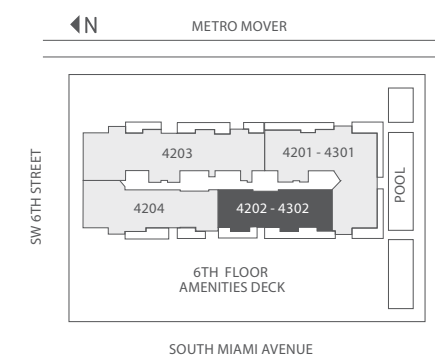 N
METRO MOVER
4203
4201 - 4301
SW 6TH STREET
POOL
4204
4202 - 4302
6TH FLOOR
AMENITIES DECK
SOUTH MIAMI AVENUE